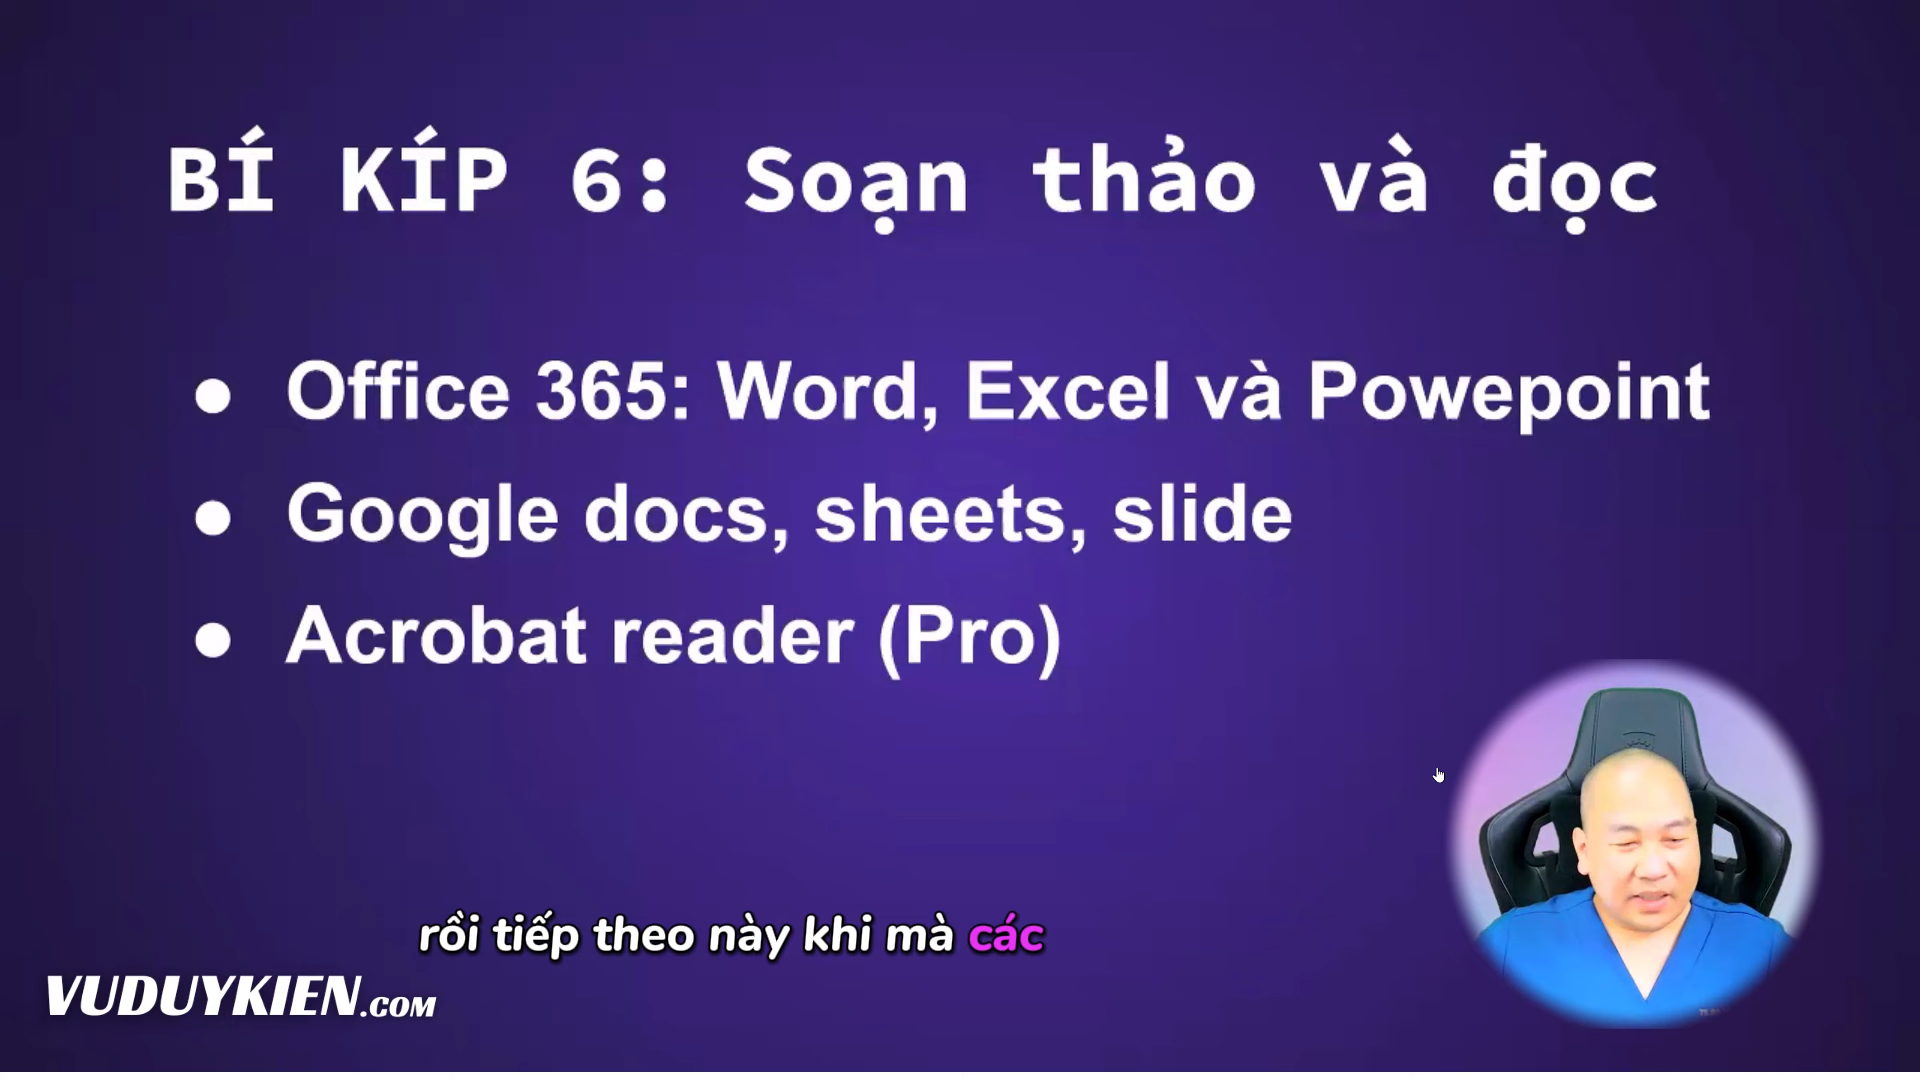 BÍ KÍP 6: Soạn thảo và đọc
● Office 365: Word, Excel và Powepoint
● Google docs, sheets, slide
● Acrobat reader (Pro)
rồi tiếp theo này khi mà các
VUDUYKIEN.COM